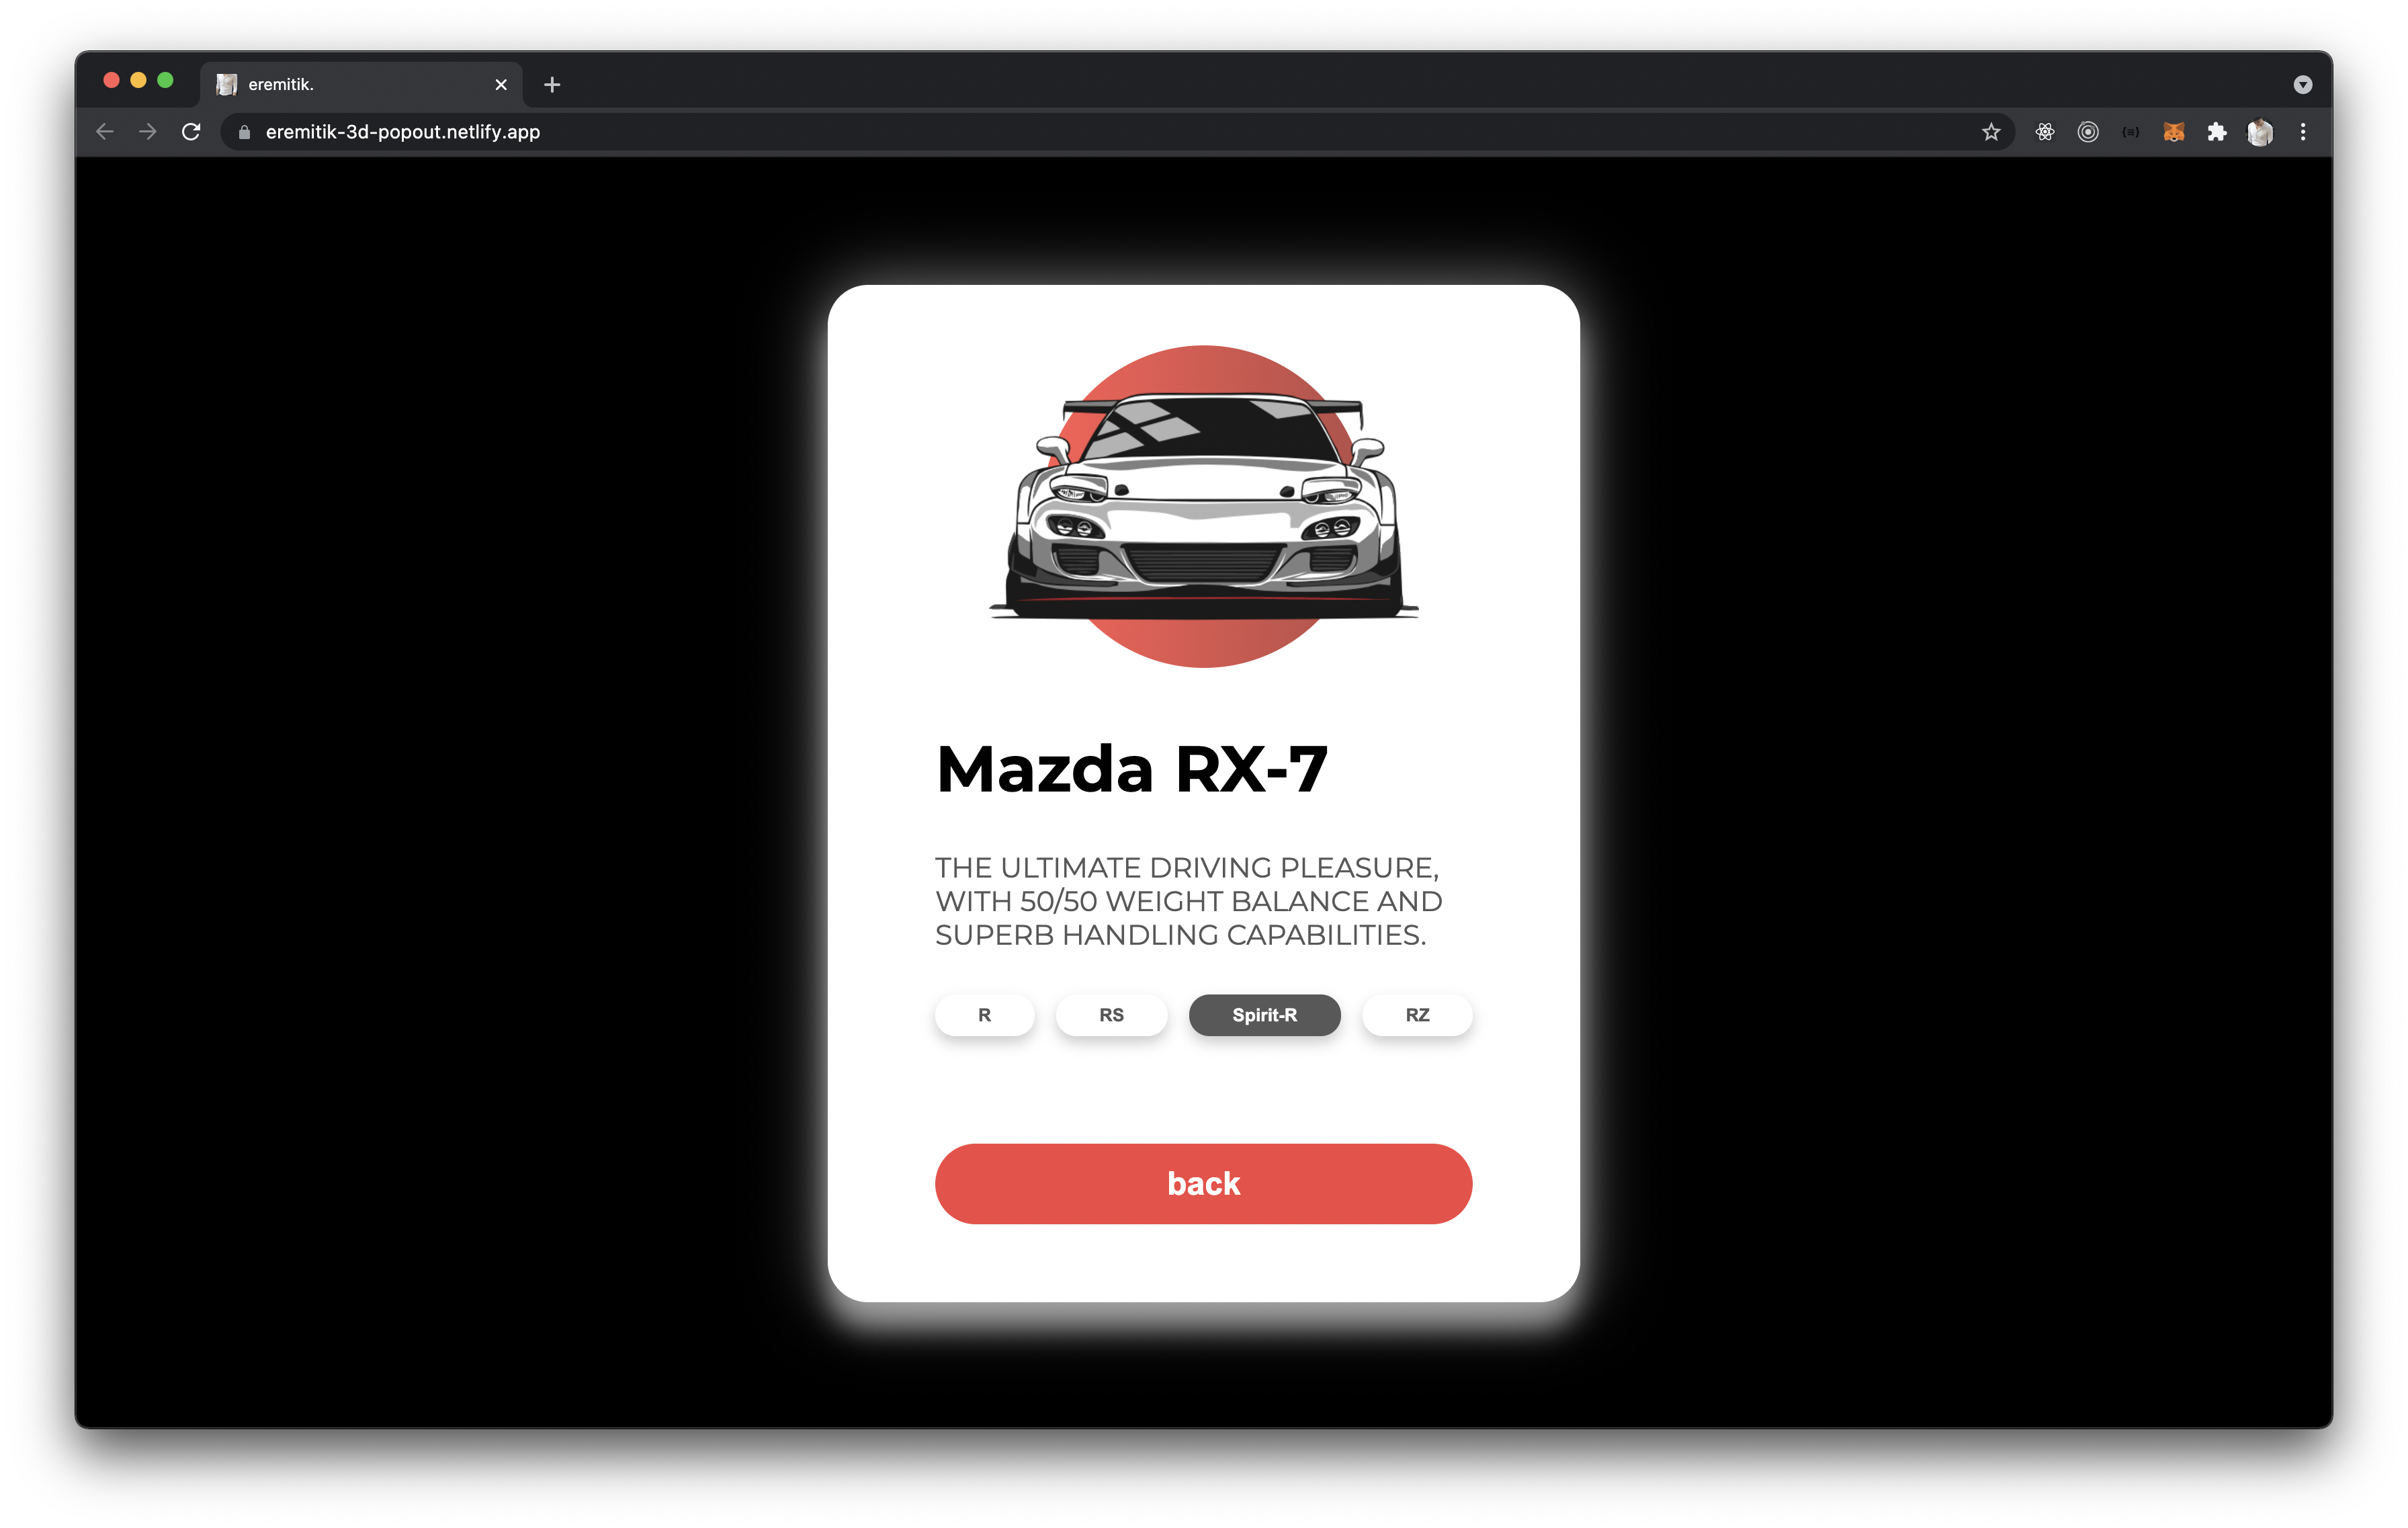 eremitik.
eremitik-3d-popout.netlify.app
Mazda RX-7
THE ULTIMATE DRIVING PLEASURE,
WITH 50/50 WEIGHT BALANCE AND
SUPERB HANDLING CAPABILITIES.
R RS Spirit-R RZ
back